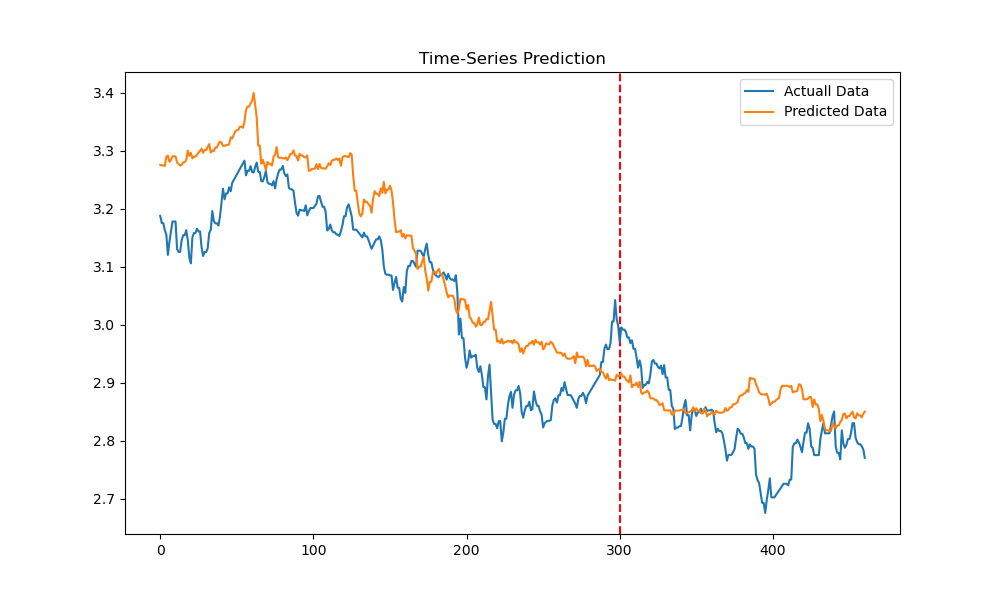 Time-Series Prediction
Actuall Data
Predicted Data
3.4
3.3
3.2
3.1
3.0
2.9
2.8
2.7
0 100 200 300 400